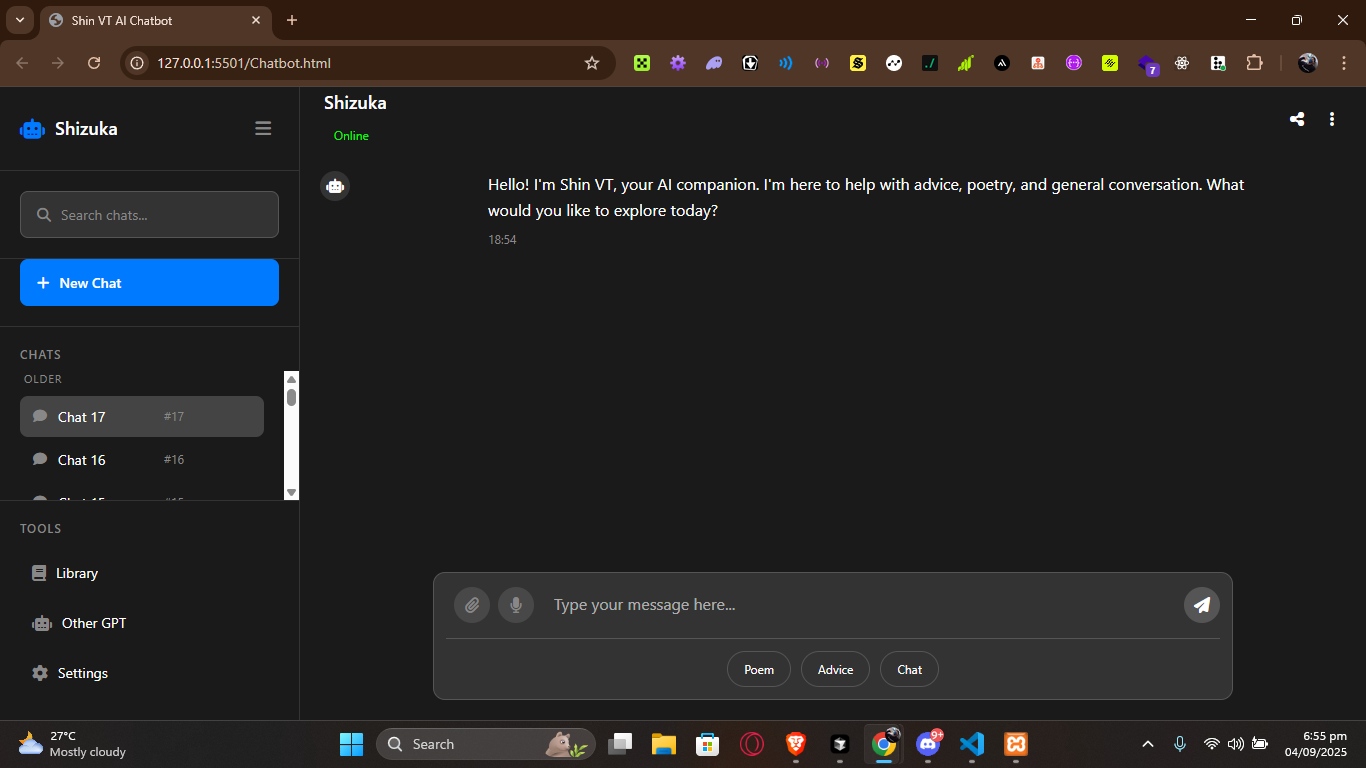 Shin VT AI Chatbot
127.0.0.1:5501/Chatbot.html
7
Shizuka
Search chats...
New Chat
CHATS
OLDER
Chat 17 #17
Chat 16 #16
Chat 15 #15
TOOLS
Library
Other GPT
Settings
Shizuka
Online
Hello! I'm Shin VT, your AI companion. I'm here to help with advice, poetry, and general conversation. What
would you like to explore today?
18:54
Type your message here...
Poem Advice Chat
27°C
Mostly cloudy
Search
9+
6:55 pm
04/09/2025